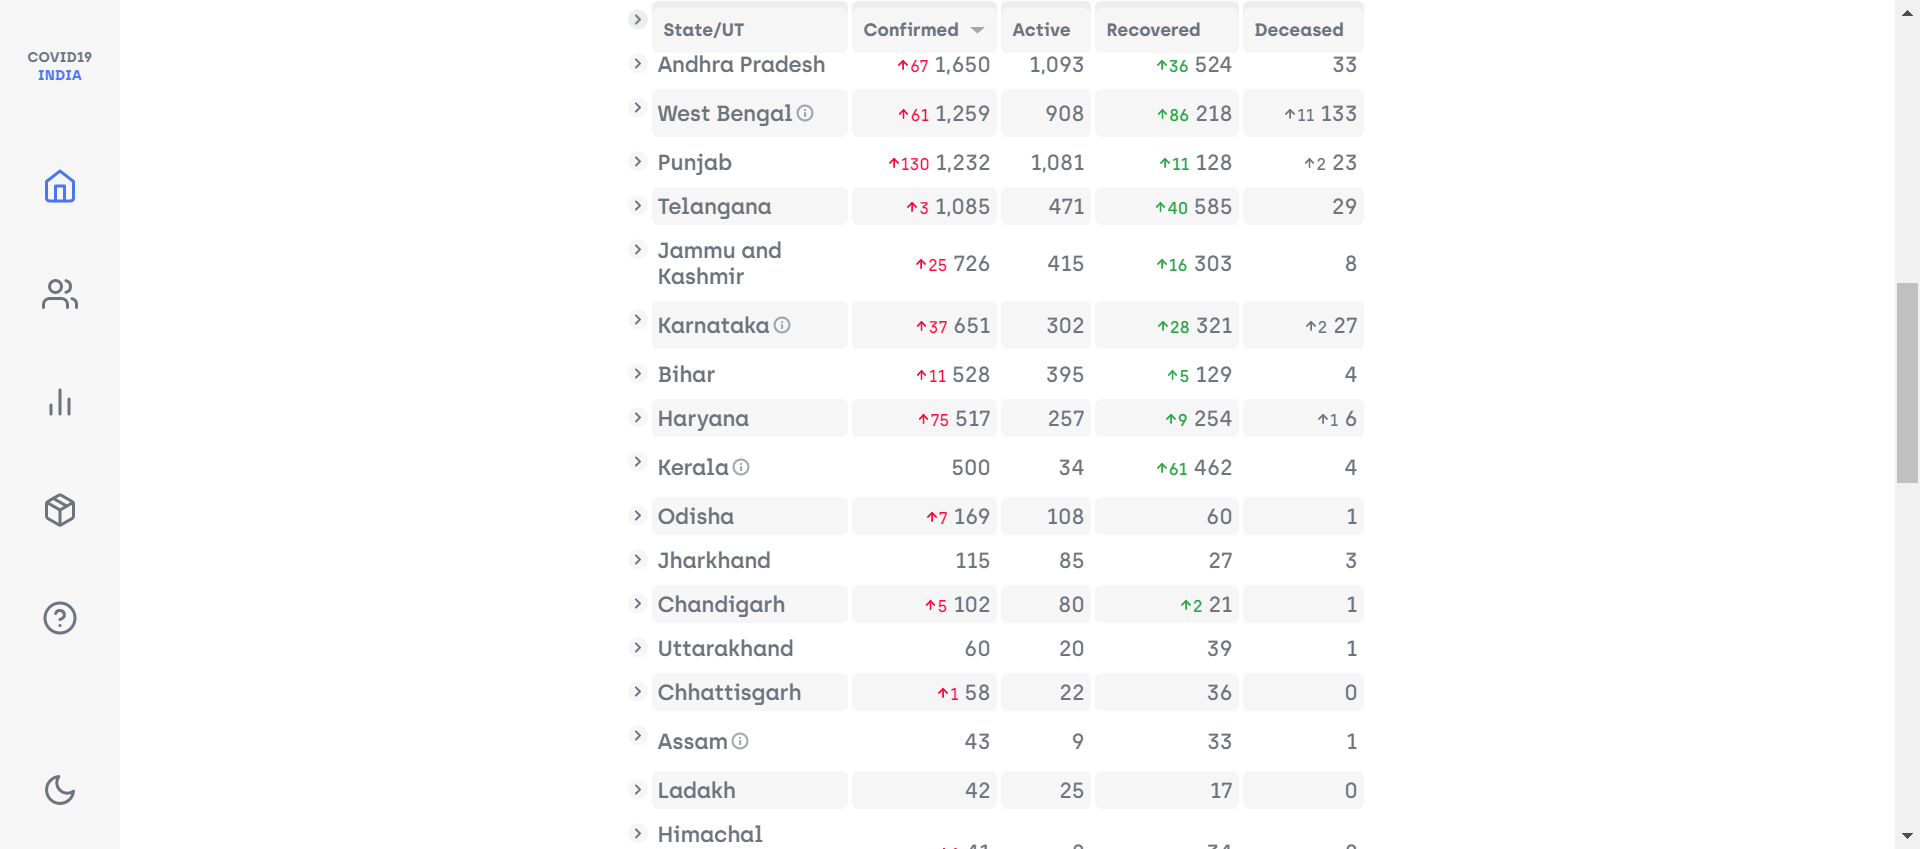 COVID19
INDIA
State/UT Confirmed Active Recovered Deceased
Andhra Pradesh ↑67 1,650 1,093 ↑36 524 33
West Bengal ↑61 1,259 908 ↑86 218 ↑11 133
Punjab ↑130 1,232 1,081 ↑11 128 ↑2 23
Telangana ↑3 1,085 471 ↑40 585 29
Jammu and
Kashmir ↑25 726 415 ↑16 303 8
Karnataka ↑37 651 302 ↑28 321 ↑2 27
Bihar ↑11 528 395 ↑5 129 4
Haryana ↑75 517 257 ↑9 254 ↑1 6
Kerala 500 34 ↑61 462 4
Odisha ↑7 169 108 60 1
Jharkhand 115 85 27 3
Chandigarh ↑5 102 80 ↑2 21 1
Uttarakhand 60 20 39 1
Chhattisgarh ↑1 58 22 36 0
Assam 43 9 33 1
Ladakh 42 25 17 0
Himachal